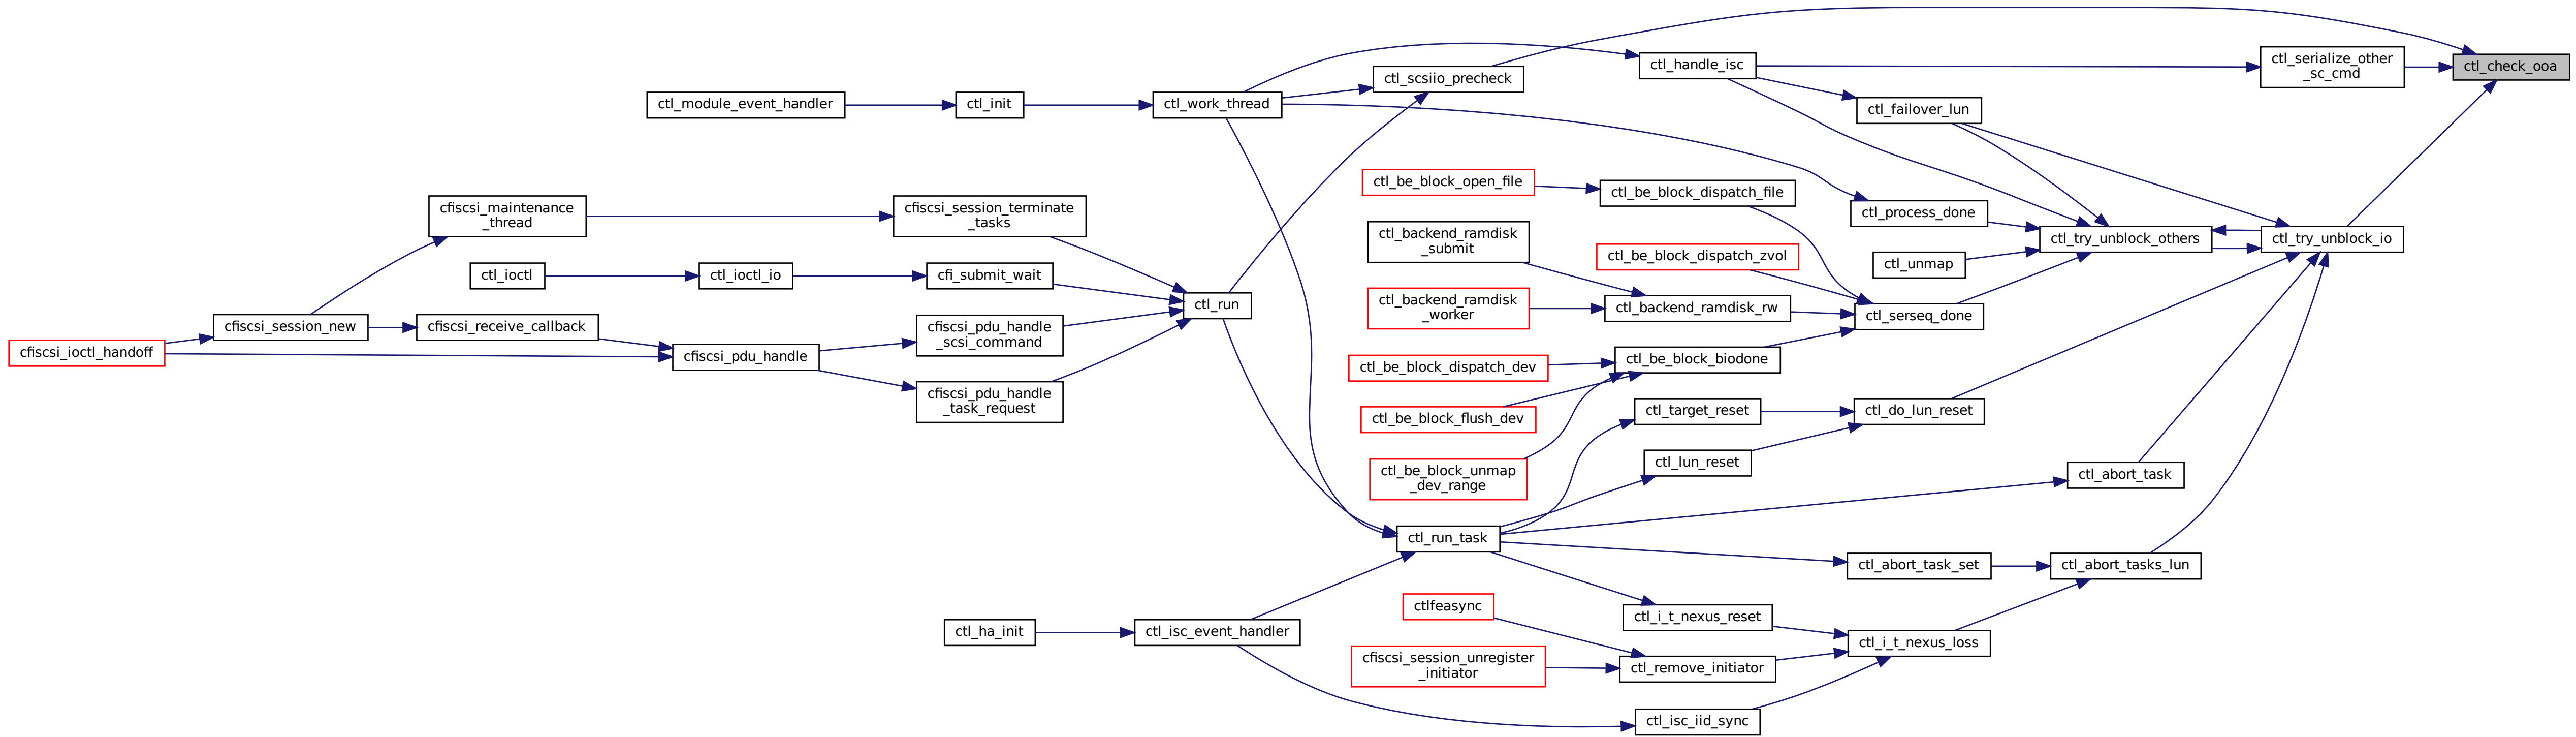 ctl_check_ooa
ctl_serialize_other
_sc_cmd
ctl_handle_isc
ctl_scsiio_precheck
ctl_work_thread
ctl_init
ctl_module_event_handler
ctl_failover_lun
ctl_be_block_open_file
ctl_be_block_dispatch_file
ctl_process_done
cfiscsi_maintenance
_thread
cfiscsi_session_terminate
_tasks
ctl_backend_ramdisk
_submit
ctl_try_unblock_others
ctl_try_unblock_io
ctl_be_block_dispatch_zvol
ctl_unmap
ctl_ioctl
ctl_ioctl_io
cfi_submit_wait
ctl_run
ctl_backend_ramdisk
_worker
ctl_backend_ramdisk_rw
ctl_serseq_done
cfiscsi_session_new
cfiscsi_receive_callback
cfiscsi_pdu_handle
_scsi_command
cfiscsi_ioctl_handoff
cfiscsi_pdu_handle
ctl_be_block_dispatch_dev
ctl_be_block_biodone
cfiscsi_pdu_handle
_task_request
ctl_be_block_flush_dev
ctl_target_reset
ctl_do_lun_reset
ctl_be_block_unmap
_dev_range
ctl_lun_reset
ctl_abort_task
ctl_run_task
ctl_abort_task_set
ctl_abort_tasks_lun
ctlfeasync
ctl_i_t_nexus_reset
ctl_ha_init
ctl_isc_event_handler
ctl_i_t_nexus_loss
cfiscsi_session_unregister
_initiator
ctl_remove_initiator
ctl_isc_iid_sync